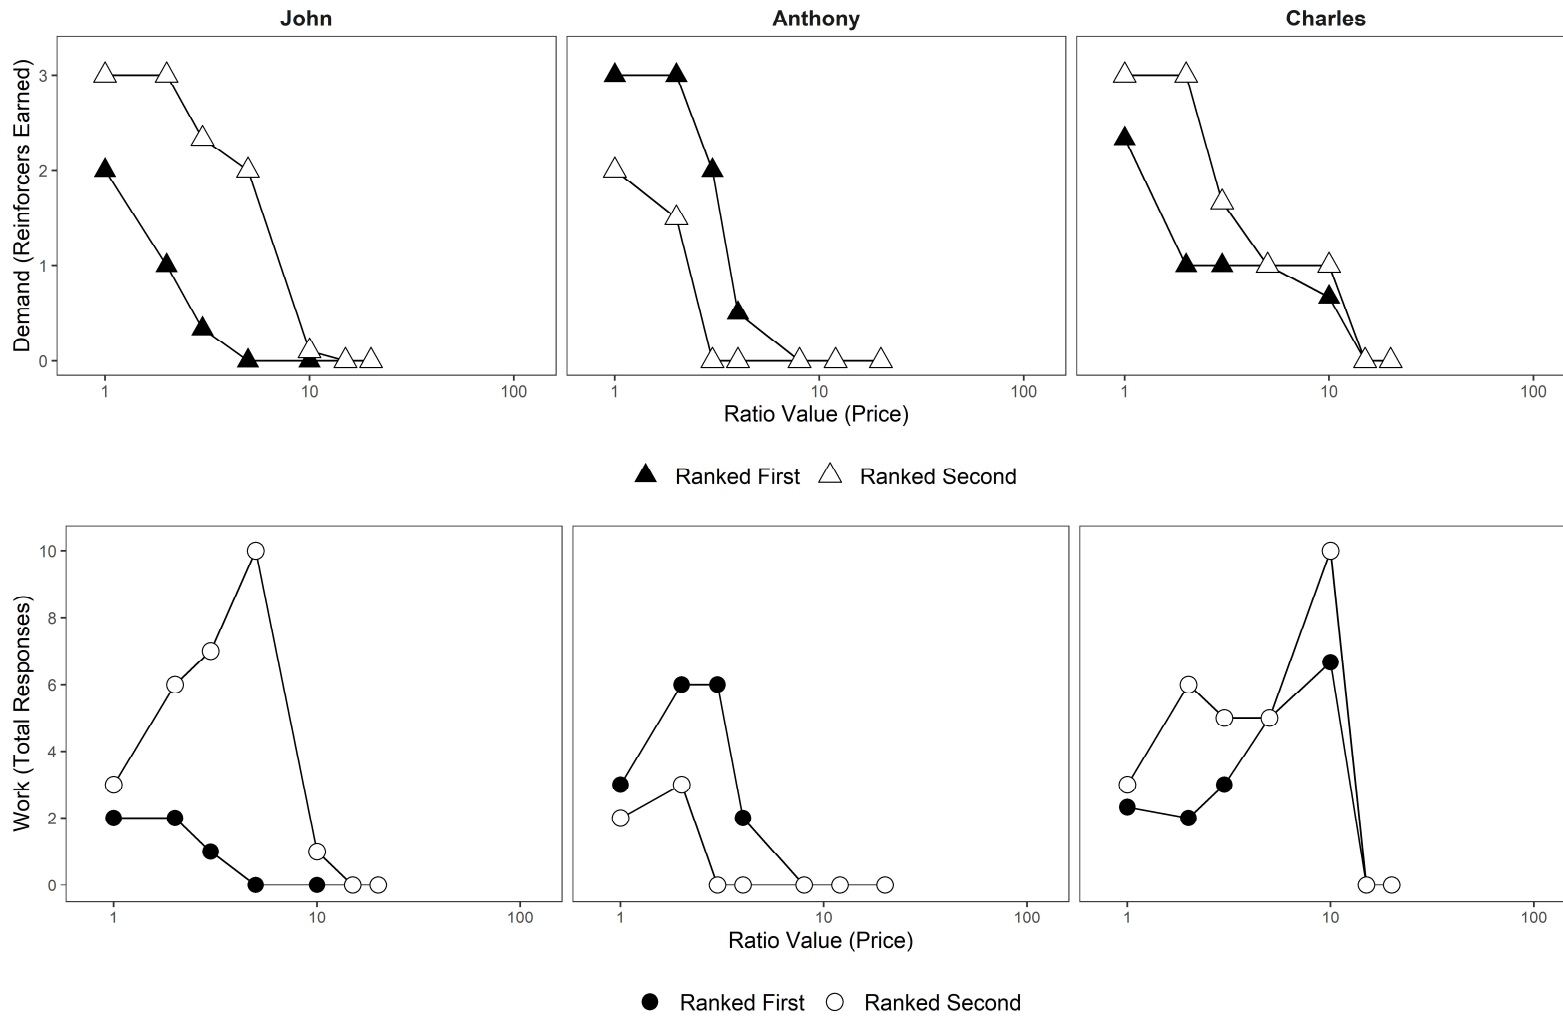 John Anthony Charles
Demand (Reinforcers Earned)
3
2
1
0
1 10 100 1 10 100 1 10 100
Ratio Value (Price)
Ranked First Ranked Second
Work (Total Responses)
10
8
6
4
2
0
1 10 100 1 10 100 1 10 100
Ratio Value (Price)
Ranked First Ranked Second